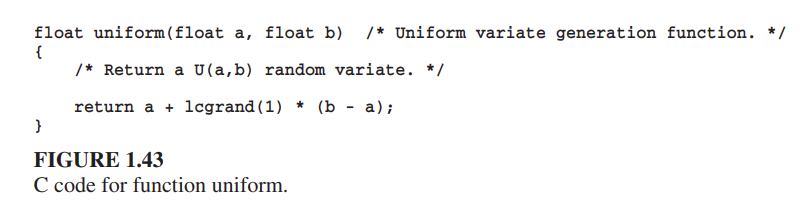 float uniform(float a, float b)  /* Uniform variate generation function. */
{
    /* Return a U(a,b) random variate. */
    return a + lcgrand(1) * (b - a);
}
FIGURE 1.43
C code for function uniform.